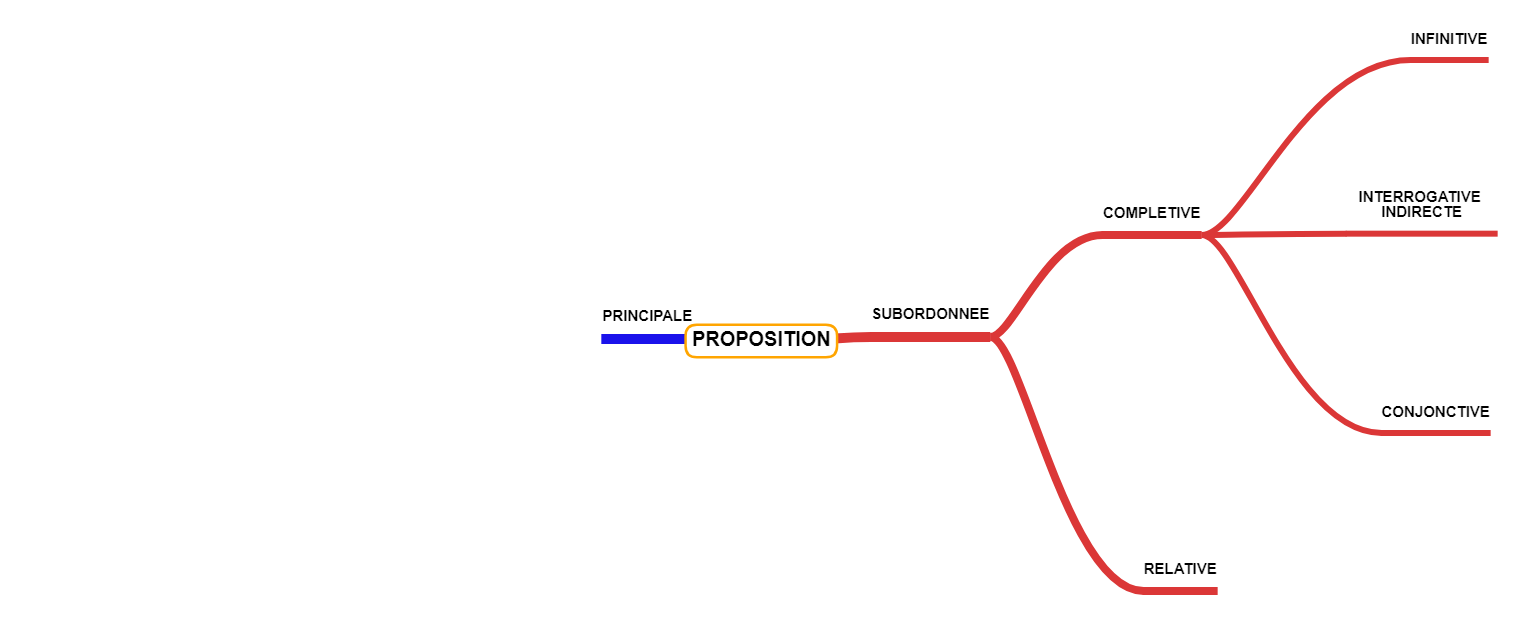 INFINITIVE
INTERROGATIVE
INDIRECTE
COMPLETIVE
PRINCIPALE
PROPOSITION
SUBORDONNEE
CONJONCTIVE
RELATIVE